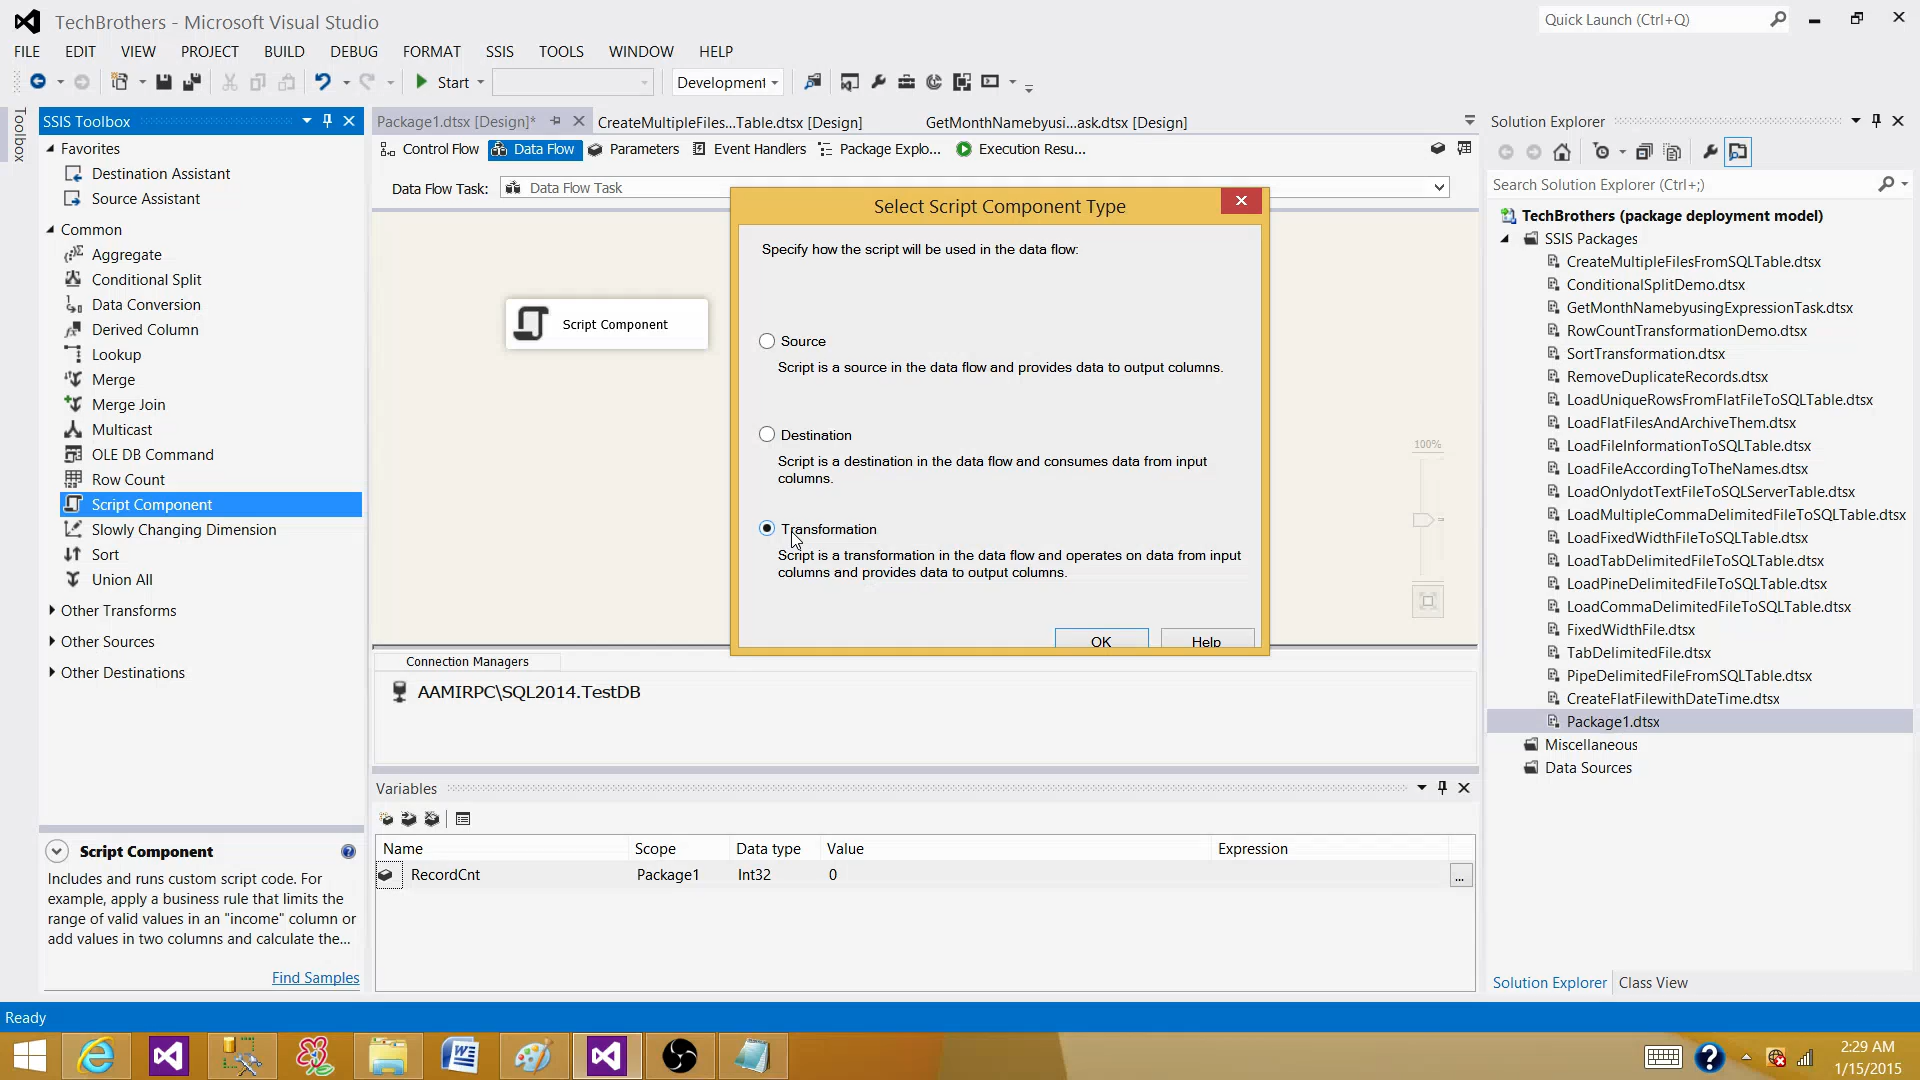 TechBrothers - Microsoft Visual Studio
Quick Launch (Ctrl+Q)
FILE EDIT VIEW PROJECT BUILD DEBUG FORMAT SSIS TOOLS WINDOW HELP
Start
Development
Toolbox
SSIS Toolbox
Favorites
Destination Assistant
Source Assistant
Common
Aggregate
Conditional Split
Data Conversion
Derived Column
Lookup
Merge
Merge Join
Multicast
OLE DB Command
Row Count
Script Component
Slowly Changing Dimension
Sort
Union All
Other Transforms
Other Sources
Other Destinations
Script Component
Includes and runs custom script code. For
example, apply a business rule that limits the
range of valid values in an "income" column or
add values in two columns and calculate the...
Find Samples
Package1.dtsx [Design]* CreateMultipleFiles...Table.dtsx [Design] GetMonthNamebyusi...ask.dtsx [Design]
Control Flow Data Flow Parameters Event Handlers Package Explo... Execution Resu...
Data Flow Task: Data Flow Task
Script Component
100%
Select Script Component Type
Specify how the script will be used in the data flow:
Source
Script is a source in the data flow and provides data to output columns.
Destination
Script is a destination in the data flow and consumes data from input
columns.
Transformation
Script is a transformation in the data flow and operates on data from input
columns and provides data to output columns.
OK Help
Connection Managers
AAMIRPC\SQL2014.TestDB
Variables
Name Scope Data type Value Expression
RecordCnt Package1 Int32 0
...
Solution Explorer
Search Solution Explorer (Ctrl+;)
TechBrothers (package deployment model)
SSIS Packages
CreateMultipleFilesFromSQLTable.dtsx
ConditionalSplitDemo.dtsx
GetMonthNamebyusingExpressionTask.dtsx
RowCountTransformationDemo.dtsx
SortTransformation.dtsx
RemoveDuplicateRecords.dtsx
LoadUniqueRowsFromFlatFileToSQLTable.dtsx
LoadFlatFilesAndArchiveThem.dtsx
LoadFileInformationToSQLTable.dtsx
LoadFileAccordingToTheNames.dtsx
LoadOnlydotTextFileToSQLServerTable.dtsx
LoadMultipleCommaDelimitedFileToSQLTable.dtsx
LoadFixedWidthFileToSQLTable.dtsx
LoadTabDelimitedFileToSQLTable.dtsx
LoadPineDelimitedFileToSQLTable.dtsx
LoadCommaDelimitedFileToSQLTable.dtsx
FixedWidthFile.dtsx
TabDelimitedFile.dtsx
PipeDelimitedFileFromSQLTable.dtsx
CreateFlatFilewithDateTime.dtsx
Package1.dtsx
Miscellaneous
Data Sources
Solution Explorer Class View
Ready
2:29 AM
1/15/2015